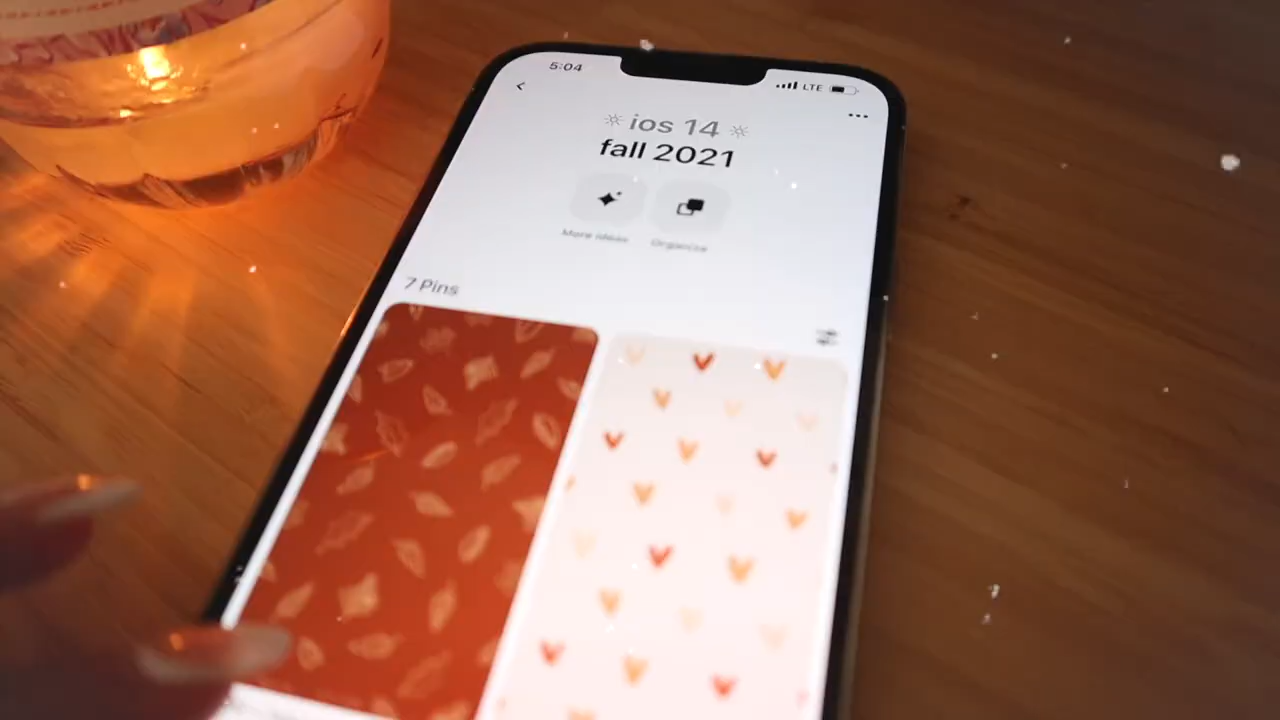 5:04
LTE
ios 14
fall 2021
More ideas
Organize
7 Pins